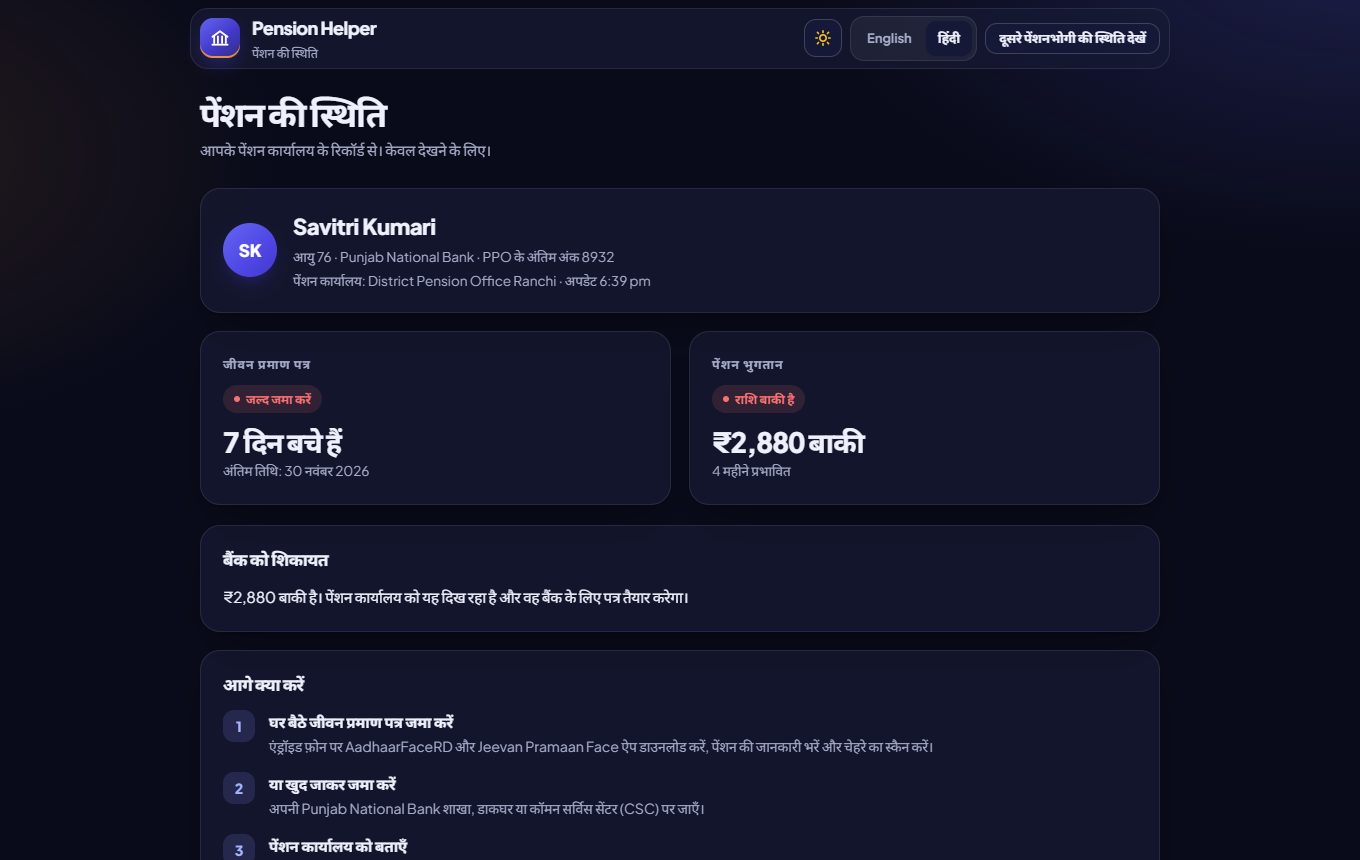 Pension Helper
पेंशन की स्थिति
English
हिंदी
दूसरे पेंशनभोगी की स्थिति देखें
पेंशन की स्थिति
आपके पेंशन कार्यालय के रिकॉर्ड से। केवल देखने के लिए।
SK
Savitri Kumari
आयु 76 · Punjab National Bank · PPO के अंतिम अंक 8932
पेंशन कार्यालय: District Pension Office Ranchi · अपडेट 6:39 pm
जीवन प्रमाण पत्र
जल्द जमा करें
7 दिन बचे हैं
अंतिम तिथि: 30 नवंबर 2026
पेंशन भुगतान
राशि बाकी है
₹2,880 बाकी
4 महीने प्रभावित
बैंक को शिकायत
₹2,880 बाकी है। पेंशन कार्यालय को यह दिख रहा है और वह बैंक के लिए पत्र तैयार करेगा।
आगे क्या करें
1
घर बैठे जीवन प्रमाण पत्र जमा करें
एंड्रॉइड फ़ोन पर AadhaarFaceRD और Jeevan Pramaan Face ऐप डाउनलोड करें, पेंशन की जानकारी भरें और चेहरे का स्कैन करें।
2
या खुद जाकर जमा करें
अपनी Punjab National Bank शाखा, डाकघर या कॉमन सर्विस सेंटर (CSC) पर जाएँ।
3
पेंशन कार्यालय को बताएँ